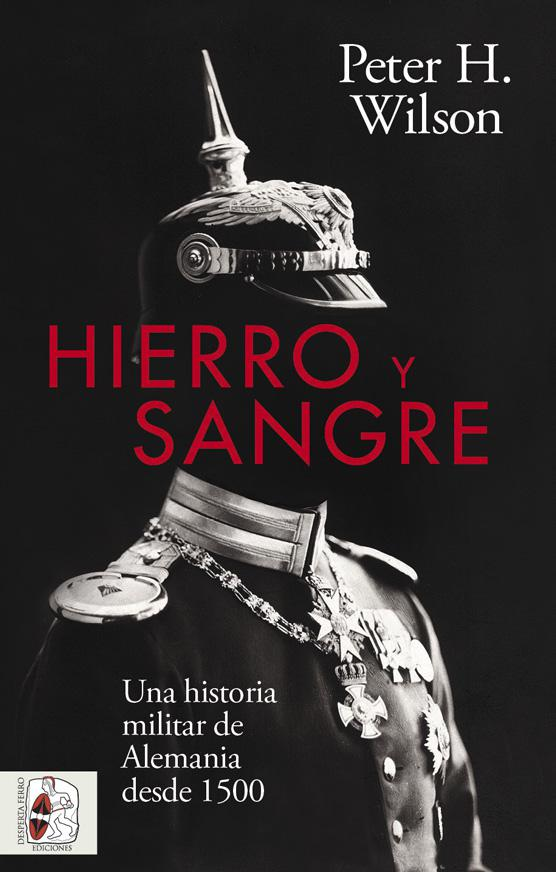 Peter H.
Wilson
HIERRO Y
SANGRE
Una historia
militar de
Alemania
desde 1500
DESPERTA FERRO
EDICIONES